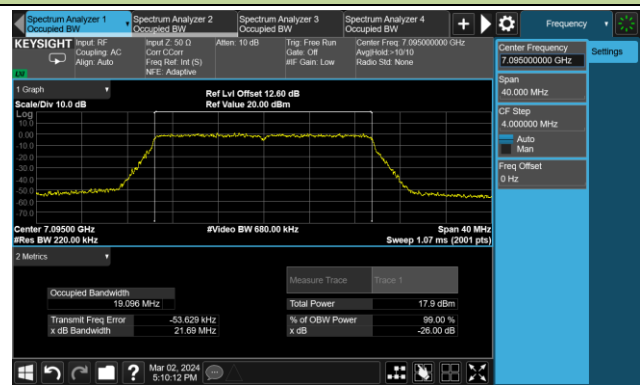 Spectrum Analyzer 1
Occupied BW
Spectrum Analyzer 2
Occupied BW
Spectrum Analyzer 3
Occupied BW
Spectrum Analyzer 4
Occupied BW
Frequency
KEYSIGHT
Input: RF
Coupling: AC
Align: Auto
Input Z: 50 Ω
Corr CCorr
Freq Ref: Int (S)
NFE: Adaptive
Atten: 10 dB
Trig: Free Run
Gate: Off
#IF Gain: Low
Center Freq: 7.095000000 GHz
Avg|Hold:>10/10
Radio Std: None
Center Frequency
7.095000000 GHz
Settings
Span
40.000 MHz
CF Step
4.000000 MHz
Auto
Man
Freq Offset
0 Hz
1 Graph
Scale/Div 10.0 dB
Ref Lvl Offset 12.60 dB
Ref Value 20.00 dBm
Log
10.0
0.00
-10.0
-20.0
-30.0
-40.0
-50.0
-60.0
-70.0
Center 7.09500 GHz
#Video BW 680.00 kHz
Span 40 MHz
#Res BW 220.00 kHz
Sweep 1.07 ms (2001 pts)
2 Metrics
Measure Trace
Trace 1
Occupied Bandwidth
19.096 MHz
Total Power
17.9 dBm
Transmit Freq Error
-53.629 kHz
% of OBW Power
99.00 %
x dB Bandwidth
21.69 MHz
x dB
-26.00 dB
?
Mar 02, 2024
5:10:12 PM